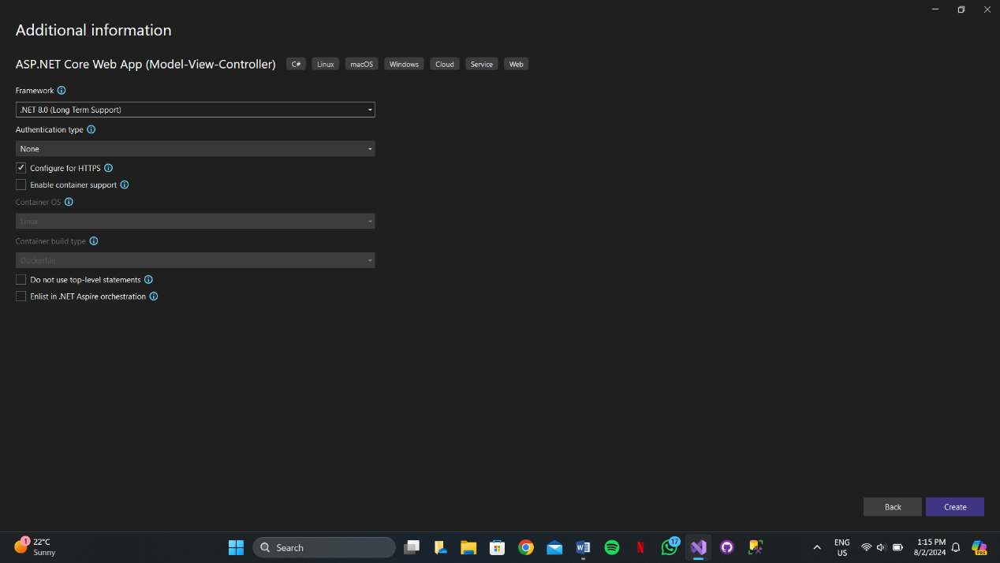 Additional information
ASP.NET Core Web App (Model-View-Controller) C# Linux macOS Windows Cloud Service Web
Framework
.NET 8.0 (Long Term Support)
Authentication type
None
Configure for HTTPS
Enable container support
Container OS
Linux
Container build type
Dockerfile
Do not use top-level statements
Enlist in .NET Aspire orchestration
Back Create
1 22°C
Sunny
Search
17
ENG
US
1:15 PM
8/2/2024
PRE